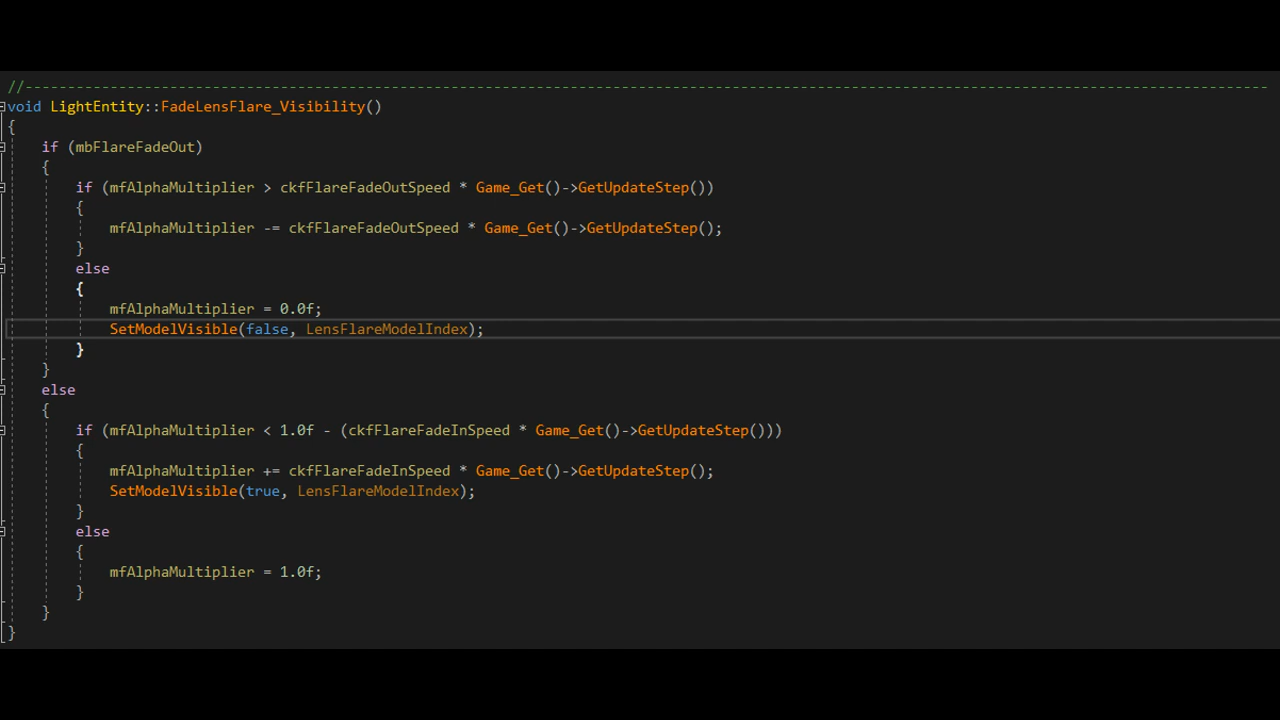 //--------------------------------------------------------------------------------------------------------------------------------------------------
void LightEntity::FadeLensFlare_Visibility()
{
    if (mbFlareFadeOut)
    {
        if (mfAlphaMultiplier > ckfFlareFadeOutSpeed * Game_Get()->GetUpdateStep())
        {
            mfAlphaMultiplier -= ckfFlareFadeOutSpeed * Game_Get()->GetUpdateStep();
        }
        else
        {
            mfAlphaMultiplier = 0.0f;
            SetModelVisible(false, LensFlareModelIndex);
        }
    }
    else
    {
        if (mfAlphaMultiplier < 1.0f - (ckfFlareFadeInSpeed * Game_Get()->GetUpdateStep()))
        {
            mfAlphaMultiplier += ckfFlareFadeInSpeed * Game_Get()->GetUpdateStep();
            SetModelVisible(true, LensFlareModelIndex);
        }
        else
        {
            mfAlphaMultiplier = 1.0f;
        }
    }
}